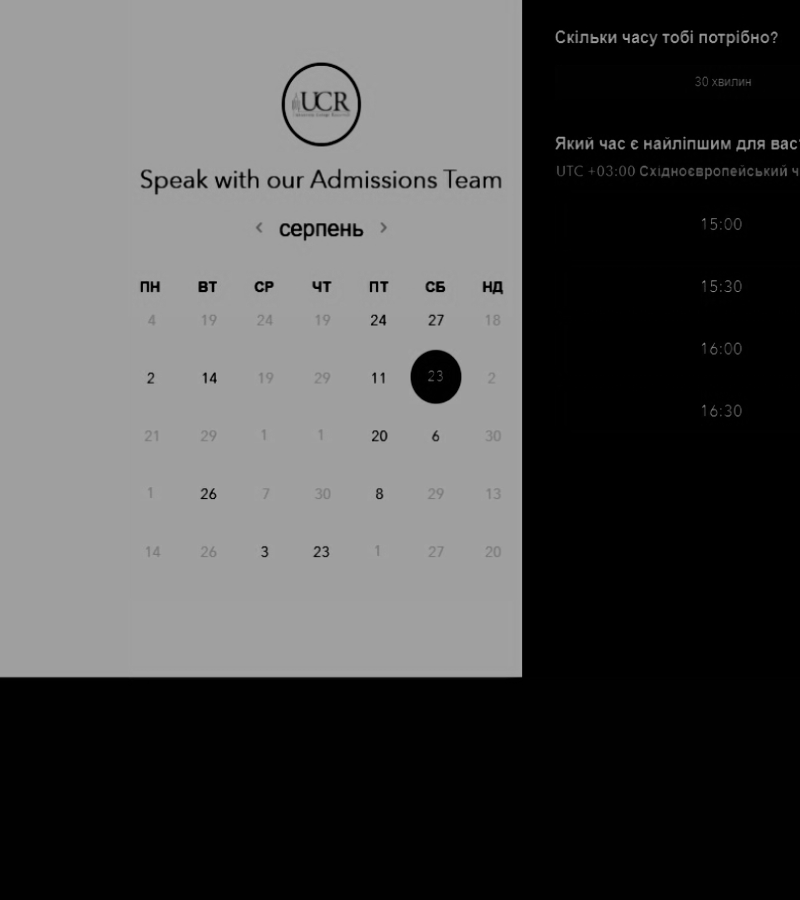 UCR
Speak with our Admissions Team
‹ серпень ›
ПН ВТ СР ЧТ ПТ СБ НД
4 19 24 19 24 27 18
2 14 19 29 11 23 2
21 29 1 1 20 6 30
1 26 7 30 8 29 13
14 26 3 23 1 27 20
Скільки часу тобі потрібно?
30 хвилин
Який час є найліпшим для вас
UTC +03:00 Східноєвропейський ч
15:00
15:30
16:00
16:30